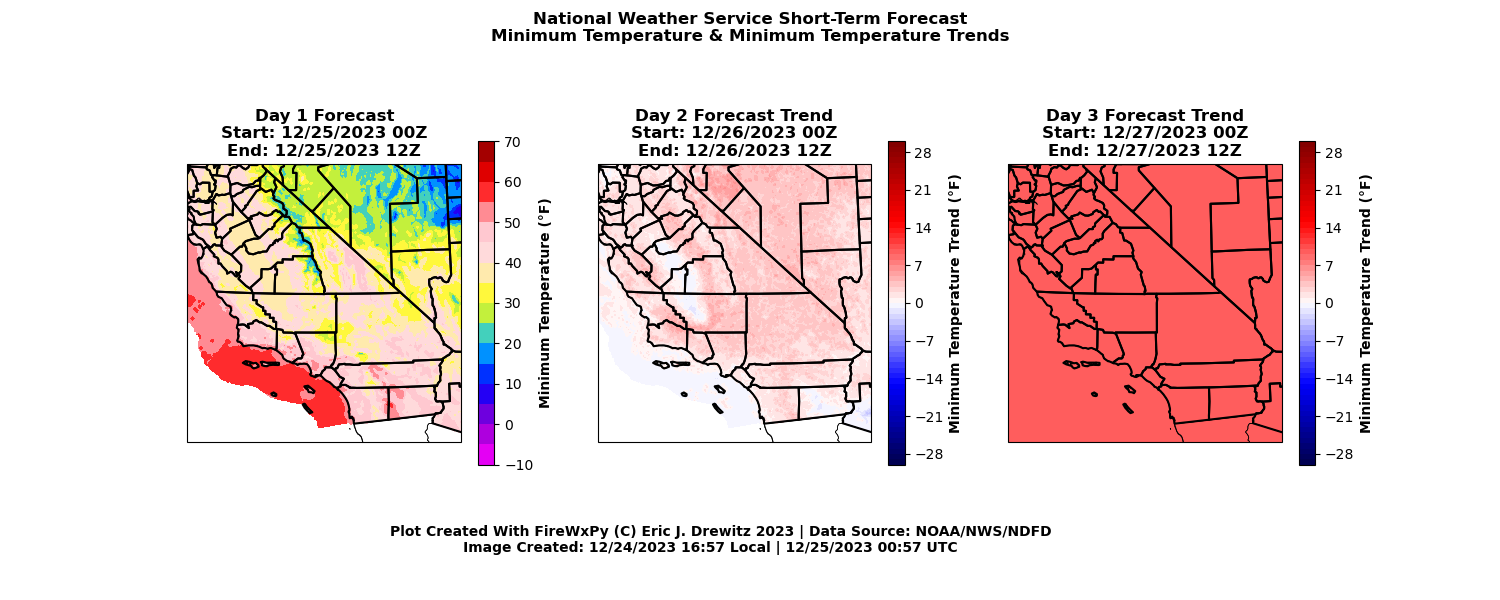 National Weather Service Short-Term Forecast
Minimum Temperature & Minimum Temperature Trends
Day 1 Forecast
Start: 12/25/2023 00Z
End: 12/25/2023 12Z
70
60
50
40
30
20
10
0
−10
Minimum Temperature (°F)
Day 2 Forecast Trend
Start: 12/26/2023 00Z
End: 12/26/2023 12Z
28
21
14
7
0
−7
−14
−21
−28
Minimum Temperature Trend (°F)
Day 3 Forecast Trend
Start: 12/27/2023 00Z
End: 12/27/2023 12Z
28
21
14
7
0
−7
−14
−21
−28
Minimum Temperature Trend (°F)
Plot Created With FireWxPy (C) Eric J. Drewitz 2023 | Data Source: NOAA/NWS/NDFD
Image Created: 12/24/2023 16:57 Local | 12/25/2023 00:57 UTC